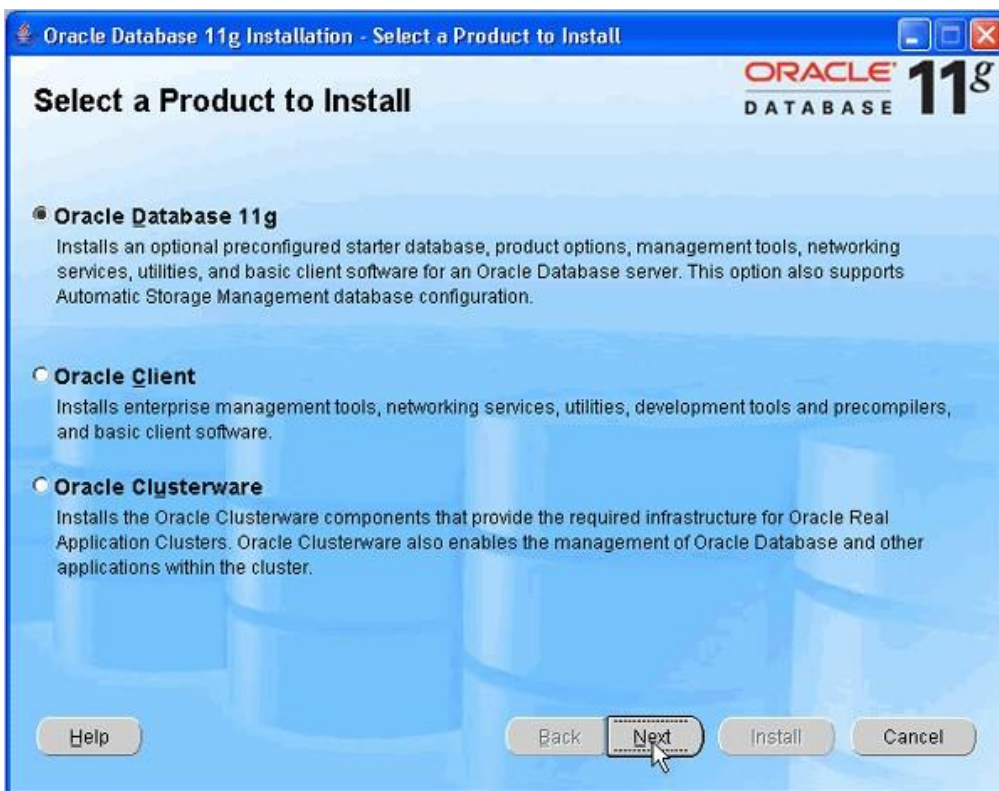 Oracle Database 11g Installation - Select a Product to Install
Select a Product to Install
ORACLE 11g
DATABASE
Oracle Database 11g
Installs an optional preconfigured starter database, product options, management tools, networking
services, utilities, and basic client software for an Oracle Database server. This option also supports
Automatic Storage Management database configuration.
Oracle Client
Installs enterprise management tools, networking services, utilities, development tools and precompilers,
and basic client software.
Oracle Clusterware
Installs the Oracle Clusterware components that provide the required infrastructure for Oracle Real
Application Clusters. Oracle Clusterware also enables the management of Oracle Database and other
applications within the cluster.
Help Back Next Install Cancel